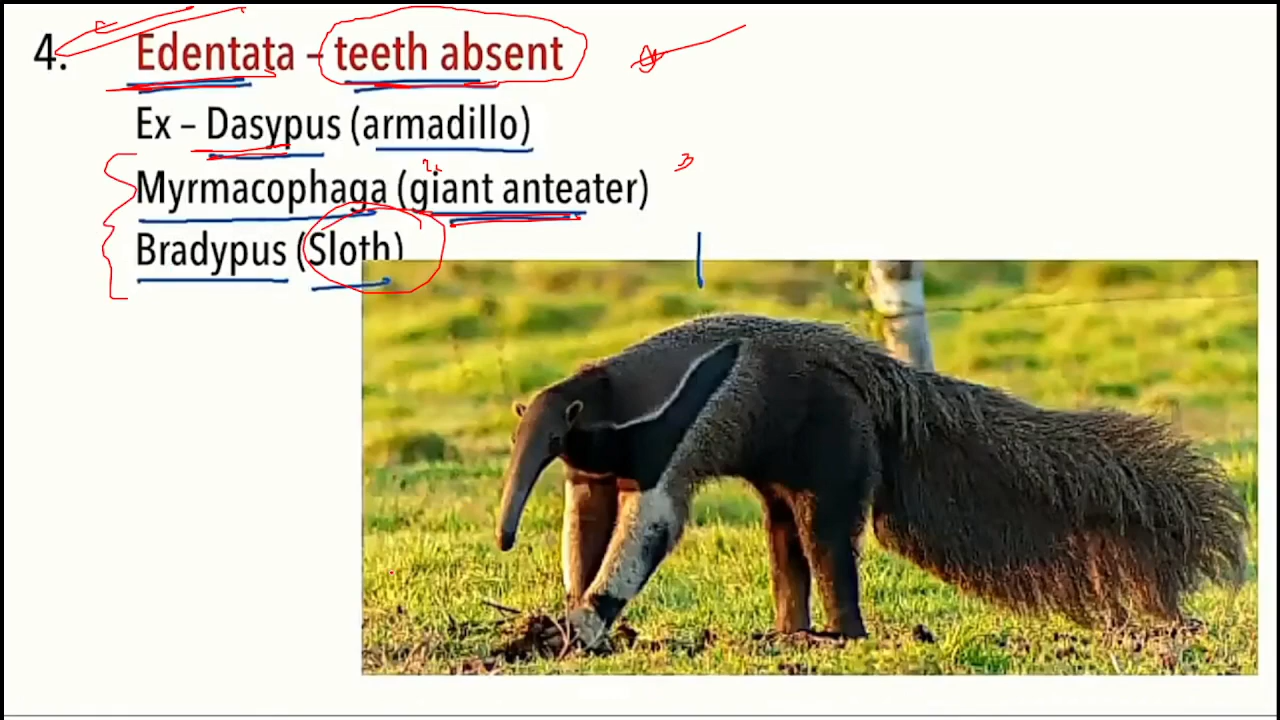 4. Edentata – teeth absent
Ex – Dasypus (armadillo)
Myrmacophaga (giant anteater)
Bradypus (Sloth)